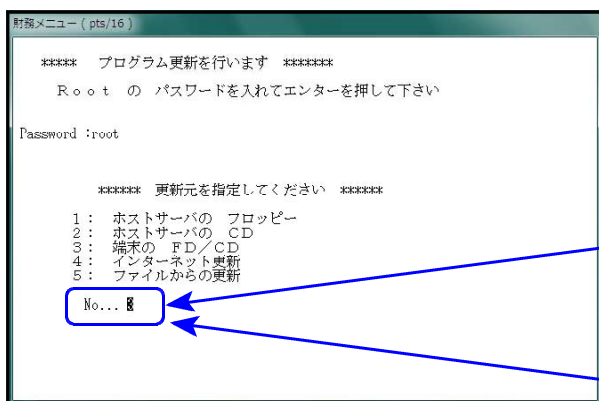 財務メニュー ( pts/16 )
***** プログラム更新を行います *******
Ｒｏｏｔ の パスワードを入れてエンターを押して下さい
Password :root
****** 更新元を指定してください ******
１： ホストサーバの フロッピー
２： ホストサーバの ＣＤ
３： 端末の ＦＤ／ＣＤ
４： インターネット更新
５： ファイルからの更新
No...